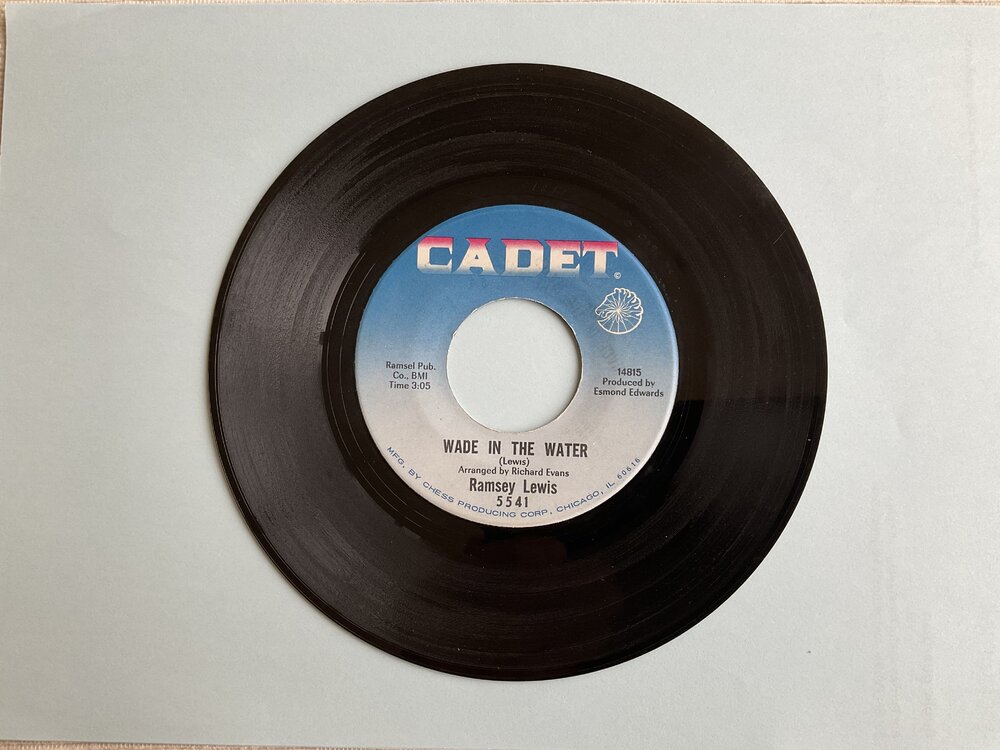 CADET
©
Ramsel Pub.
Co., BMI
Time 3:05
14815
Produced by
Esmond Edwards
WADE IN THE WATER
(Lewis)
Arranged by Richard Evans
Ramsey Lewis
5541
MFG. BY CHESS PRODUCING CORP., CHICAGO, IL 60616